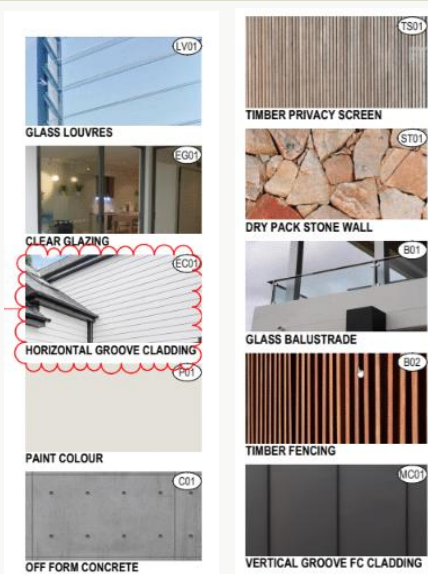 LV01
GLASS LOUVRES
EG01
CLEAR GLAZING
EC01
HORIZONTAL GROOVE CLADDING
P01
PAINT COLOUR
C01
OFF FORM CONCRETE
TS01
TIMBER PRIVACY SCREEN
ST01
DRY PACK STONE WALL
B01
GLASS BALUSTRADE
B02
TIMBER FENCING
MC01
VERTICAL GROOVE FC CLADDING